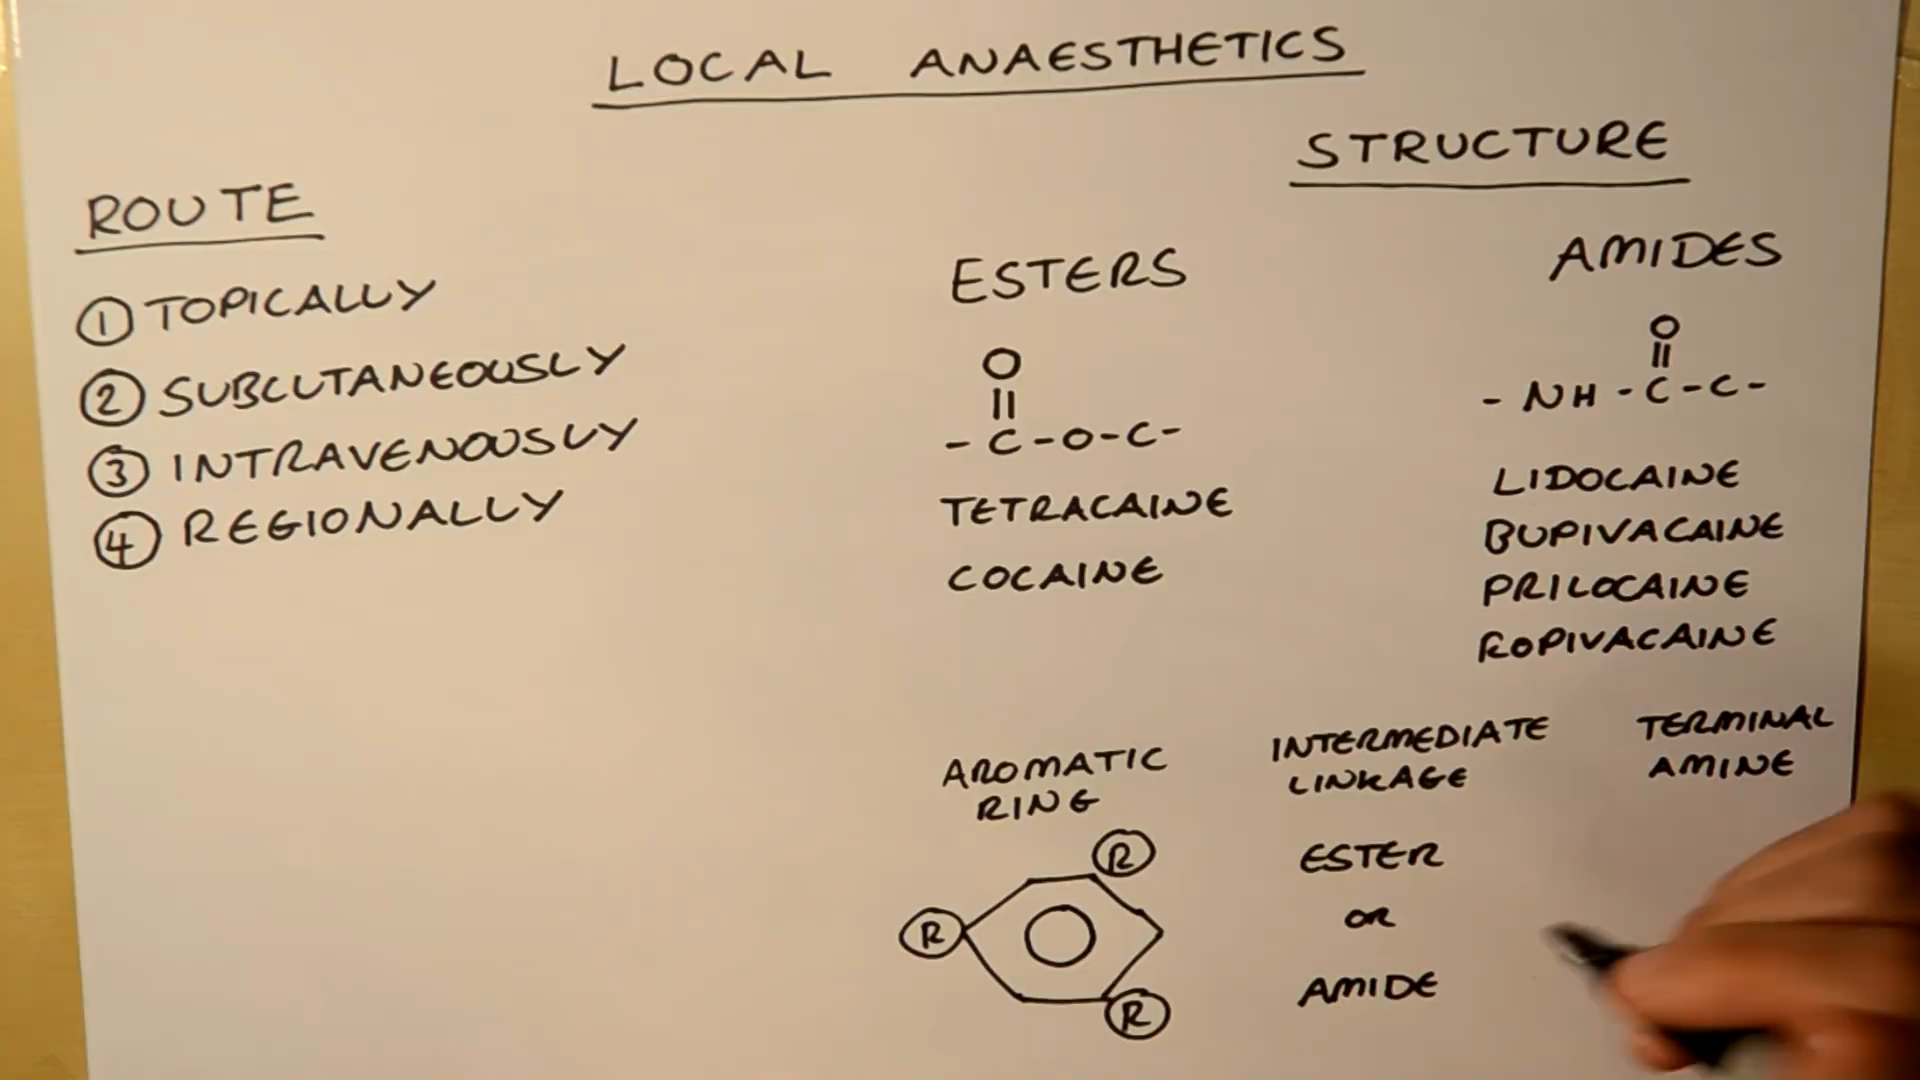 LOCAL ANAESTHETICS
STRUCTURE
ROUTE
① TOPICALLY
② SUBCUTANEOUSLY
③ INTRAVENOUSLY
④ REGIONALLY
ESTERS
O
||
- C - O - C -
TETRACAINE
COCAINE
AMIDES
O
||
- NH - C - C -
LIDOCAINE
BUPIVACAINE
PRILOCAINE
ROPIVACAINE
AROMATIC
RING
R
R
R
INTERMEDIATE
LINKAGE
ESTER
OR
AMIDE
TERMINAL
AMINE